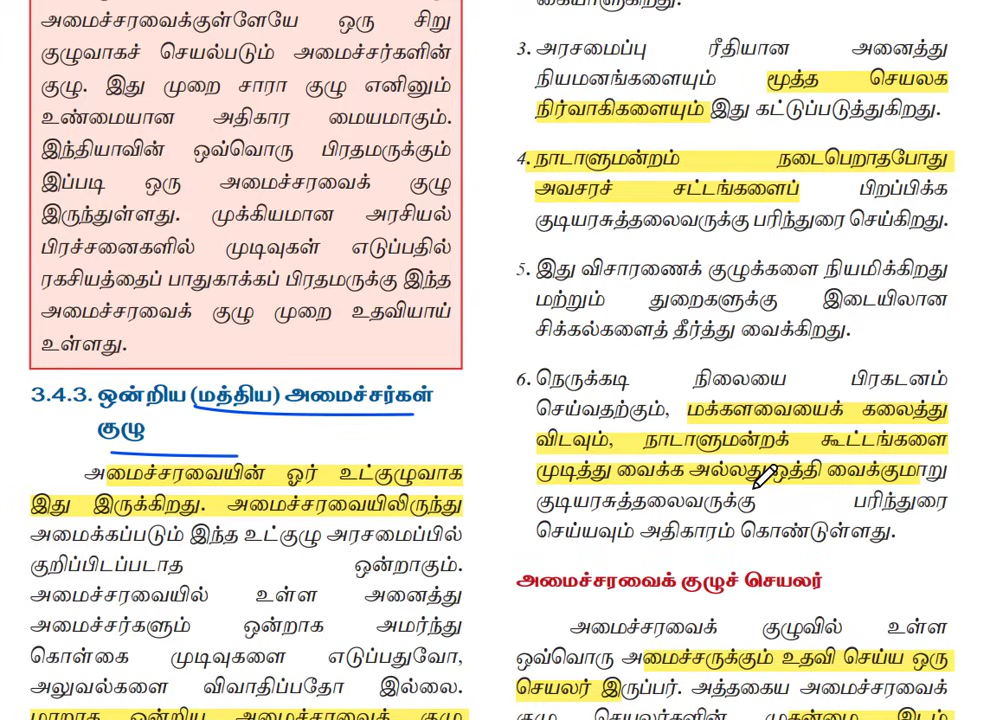 அமைச்சரவைக்குள்ளேயே ஒரு சிறு
குழுவாகச் செயல்படும் அமைச்சர்களின்
குழு. இது முறை சாரா குழு எனினும்
உண்மையான அதிகார மையமாகும்.
இந்தியாவின் ஒவ்வொரு பிரதமருக்கும்
இப்படி ஒரு அமைச்சரவைக் குழு
இருந்துள்ளது. முக்கியமான அரசியல்
பிரச்சனைகளில் முடிவுகள் எடுப்பதில்
ரகசியத்தைப் பாதுகாக்கப் பிரதமருக்கு இந்த
அமைச்சரவைக் குழு முறை உதவியாய்
உள்ளது.
3.4.3. ஒன்றிய (மத்திய) அமைச்சர்கள்
குழு
அமைச்சரவையின் ஓர் உட்குழுவாக
இது இருக்கிறது. அமைச்சரவையிலிருந்து
அமைக்கப்படும் இந்த உட்குழு அரசமைப்பில்
குறிப்பிடப்படாத ஒன்றாகும்.
அமைச்சரவையில் உள்ள அனைத்து
அமைச்சர்களும் ஒன்றாக அமர்ந்து
கொள்கை முடிவுகளை எடுப்பதுவோ,
அலுவல்களை விவாதிப்பதோ இல்லை.
மாறாக ஒன்றிய அமைச்சரவைக் குழு
கையாளுகிறது.
3. அரசமைப்பு ரீதியான அனைத்து
நியமனங்களையும் மூத்த செயலக
நிர்வாகிகளையும் இது கட்டுப்படுத்துகிறது.
4. நாடாளுமன்றம் நடைபெறாதபோது
அவசரச் சட்டங்களைப் பிறப்பிக்க
குடியரசுத்தலைவருக்கு பரிந்துரை செய்கிறது.
5. இது விசாரணைக் குழுக்களை நியமிக்கிறது
மற்றும் துறைகளுக்கு இடையிலான
சிக்கல்களைத் தீர்த்து வைக்கிறது.
6. நெருக்கடி நிலையை பிரகடனம்
செய்வதற்கும், மக்களவையைக் கலைத்து
விடவும், நாடாளுமன்றக் கூட்டங்களை
முடித்து வைக்க அல்லது ஒத்தி வைக்குமாறு
குடியரசுத்தலைவருக்கு பரிந்துரை
செய்யவும் அதிகாரம் கொண்டுள்ளது.
அமைச்சரவைக் குழுச் செயலர்
அமைச்சரவைக் குழுவில் உள்ள
ஒவ்வொரு அமைச்சருக்கும் உதவி செய்ய ஒரு
செயலர் இருப்பர். அத்தகைய அமைச்சரவைக்
குழு செயலர்களின் முதன்மை இடம்